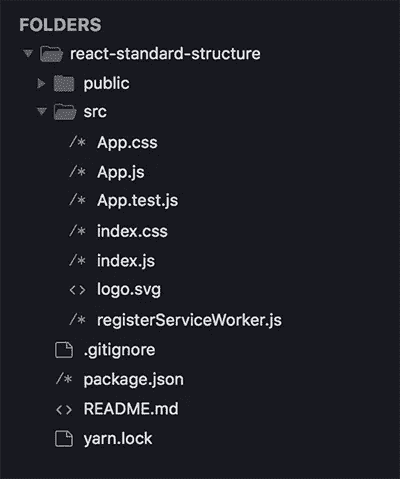 FOLDERS
react-standard-structure
public
src
/* App.css
/* App.js
/* App.test.js
/* index.css
/* index.js
<> logo.svg
/* registerServiceWorker.js
.gitignore
/* package.json
<> README.md
yarn.lock